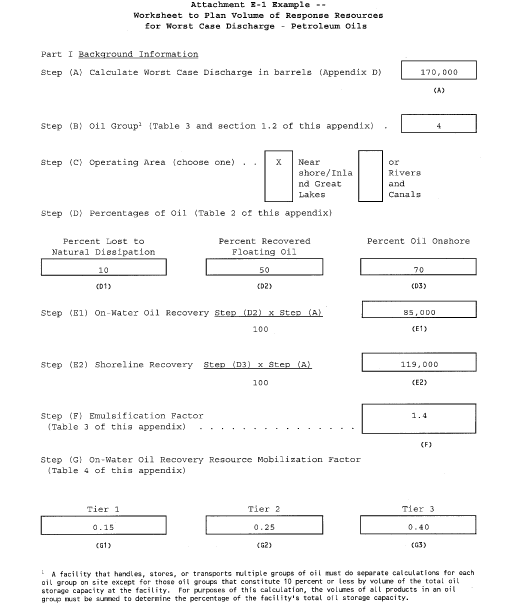 Attachment E-1 Example --
Worksheet to Plan Volume of Response Resources
for Worst Case Discharge - Petroleum Oils
Part I Background Information
Step (A) Calculate Worst Case Discharge in barrels (Appendix D)
170,000
(A)
Step (B) Oil Group¹ (Table 3 and section 1.2 of this appendix) .
4
Step (C) Operating Area (choose one) . .
X
Near
shore/Inla
nd Great
Lakes
or
Rivers
and
Canals
Step (D) Percentages of Oil (Table 2 of this appendix)
Percent Lost to
Natural Dissipation
Percent Recovered
Floating Oil
Percent Oil Onshore
10
50
70
(D1)
(D2)
(D3)
Step (E1) On-Water Oil Recovery Step (D2) x Step (A)
100
85,000
(E1)
Step (E2) Shoreline Recovery Step (D3) x Step (A)
100
119,000
(E2)
Step (F) Emulsification Factor
(Table 3 of this appendix) . . . . . . . . . . . . . . .
1.4
(F)
Step (G) On-Water Oil Recovery Resource Mobilization Factor
(Table 4 of this appendix)
Tier 1
Tier 2
Tier 3
0.15
0.25
0.40
(G1)
(G2)
(G3)
¹ A facility that handles, stores, or transports multiple groups of oil must do separate calculations for each
oil group on site except for those oil groups that constitute 10 percent or less by volume of the total oil
storage capacity at the facility. For purposes of this calculation, the volumes of all products in an oil
group must be summed to determine the percentage of the facility's total oil storage capacity.